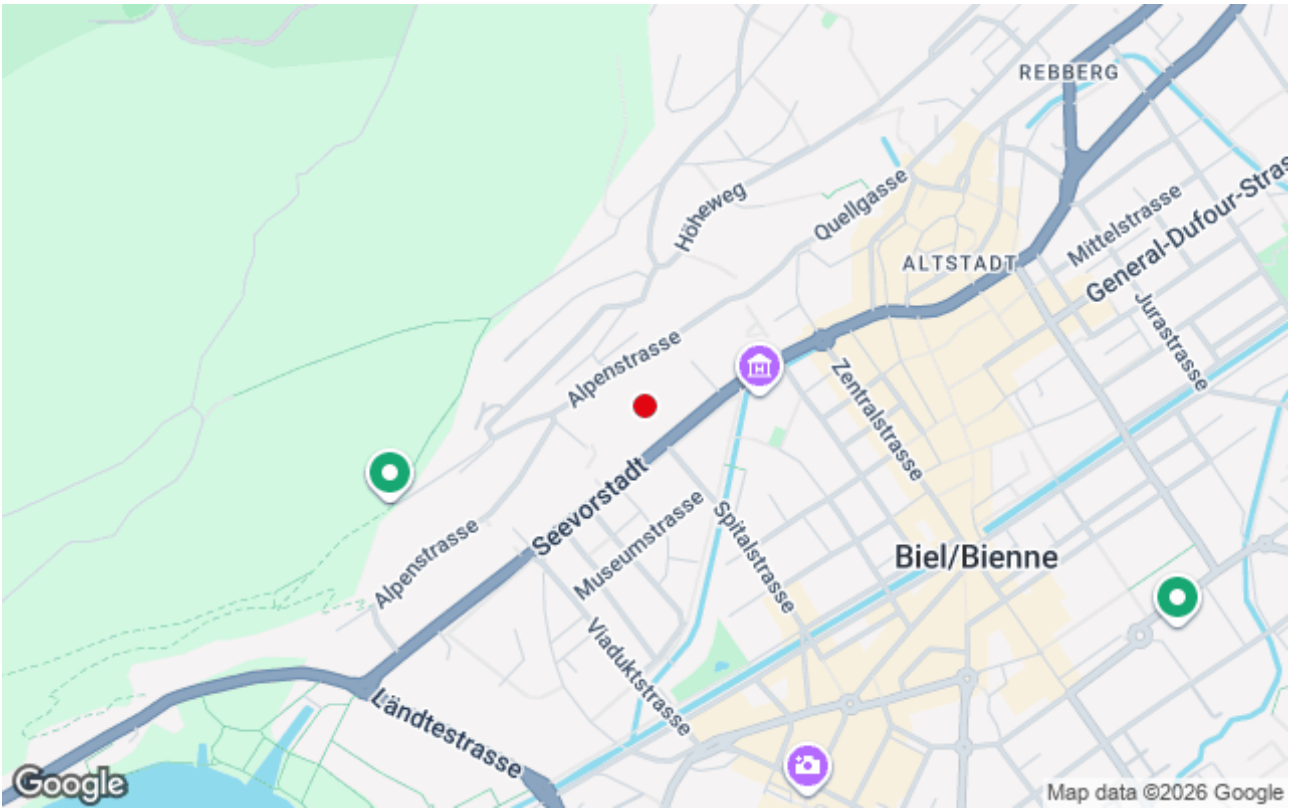 REBBERG
Höheweg
Quellgasse
Mittelstrasse
General-Dufour-Stras
ALTSTADT
Jurastrasse
Alpenstrasse
Zentralstrasse
Seevorstadt
Museumstrasse
Spitalstrasse
Alpenstrasse
Biel/Bienne
Viaduktstrasse
Ländtestrasse
H
Google
Map data ©2026 Google